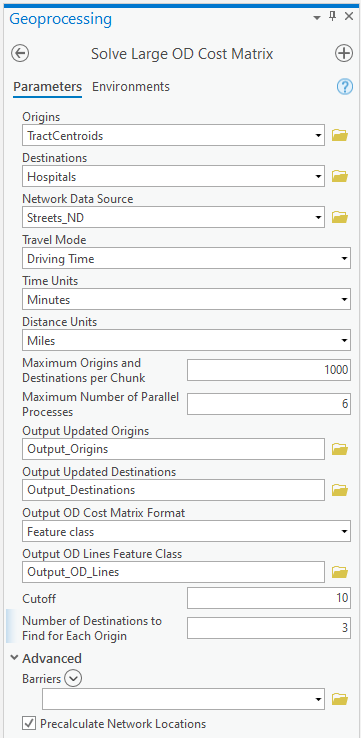 Geoprocessing
Solve Large OD Cost Matrix
Parameters Environments
Origins
TractCentroids
Destinations
Hospitals
Network Data Source
Streets_ND
Travel Mode
Driving Time
Time Units
Minutes
Distance Units
Miles
Maximum Origins and
Destinations per Chunk
1000
Maximum Number of Parallel
Processes
6
Output Updated Origins
Output_Origins
Output Updated Destinations
Output_Destinations
Output OD Cost Matrix Format
Feature class
Output OD Lines Feature Class
Output_OD_Lines
Cutoff 10
Number of Destinations to
Find for Each Origin
3
Advanced
Barriers
Precalculate Network Locations